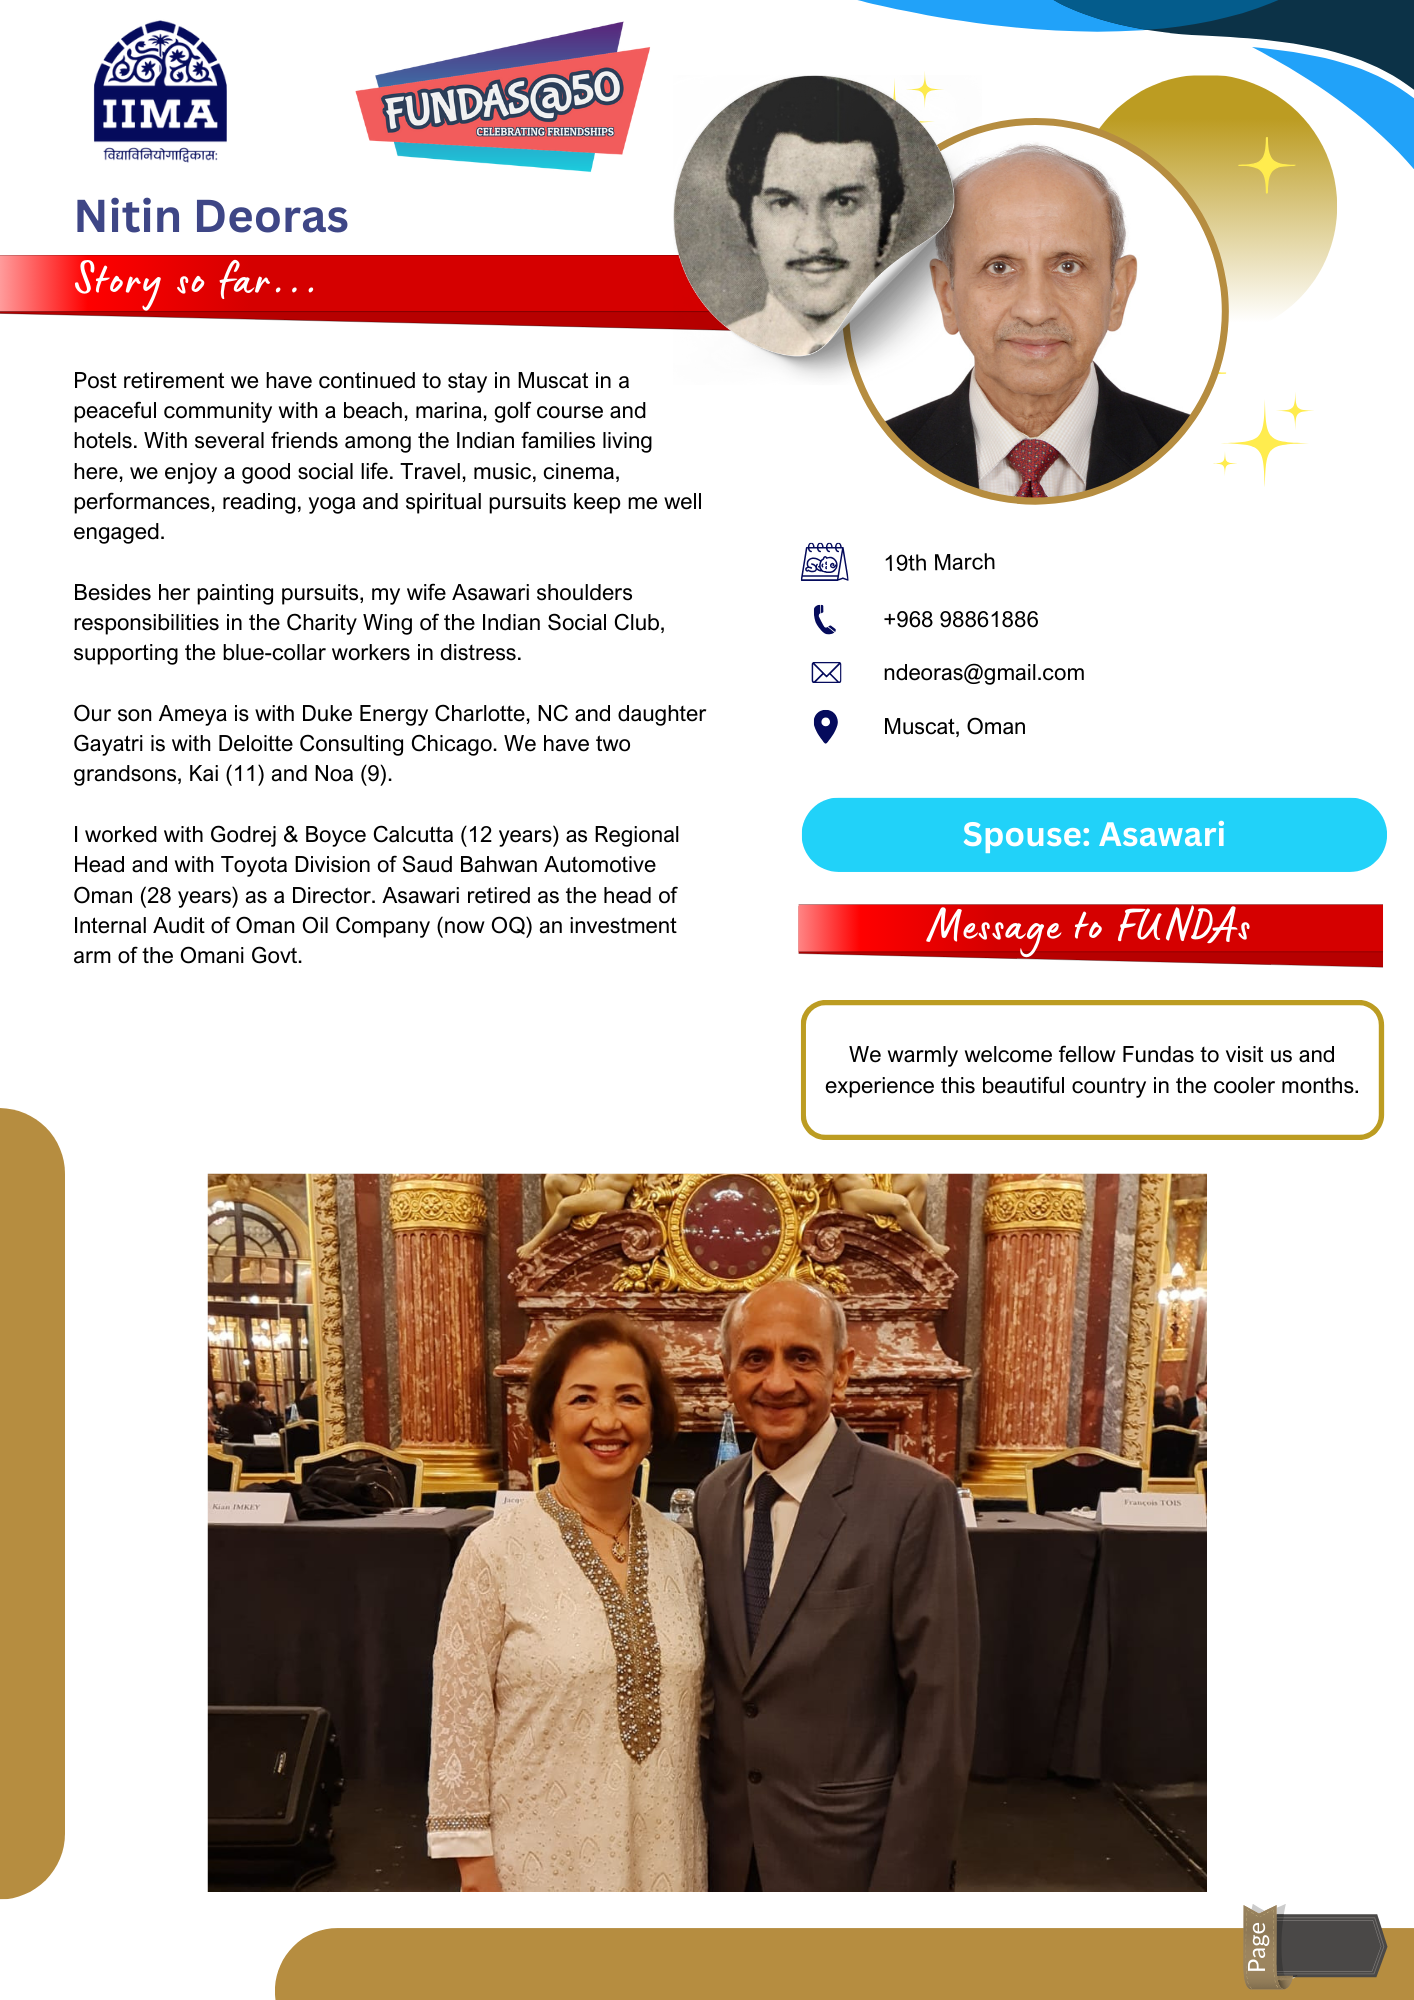 IIMA
विद्याविनियोगाद्विकासः
FUNDAS@50
CELEBRATING FRIENDSHIPS
Nitin Deoras
Story so far...
Post retirement we have continued to stay in Muscat in a
peaceful community with a beach, marina, golf course and
hotels. With several friends among the Indian families living
here, we enjoy a good social life. Travel, music, cinema,
performances, reading, yoga and spiritual pursuits keep me well
engaged.
Besides her painting pursuits, my wife Asawari shoulders
responsibilities in the Charity Wing of the Indian Social Club,
supporting the blue-collar workers in distress.
Our son Ameya is with Duke Energy Charlotte, NC and daughter
Gayatri is with Deloitte Consulting Chicago. We have two
grandsons, Kai (11) and Noa (9).
I worked with Godrej & Boyce Calcutta (12 years) as Regional
Head and with Toyota Division of Saud Bahwan Automotive
Oman (28 years) as a Director. Asawari retired as the head of
Internal Audit of Oman Oil Company (now OQ) an investment
arm of the Omani Govt.
19th March
+968 98861886
ndeoras@gmail.com
Muscat, Oman
Spouse: Asawari
Message to FUNDAs
We warmly welcome fellow Fundas to visit us and
experience this beautiful country in the cooler months.
Kian IMKEY
François TOIS
Page